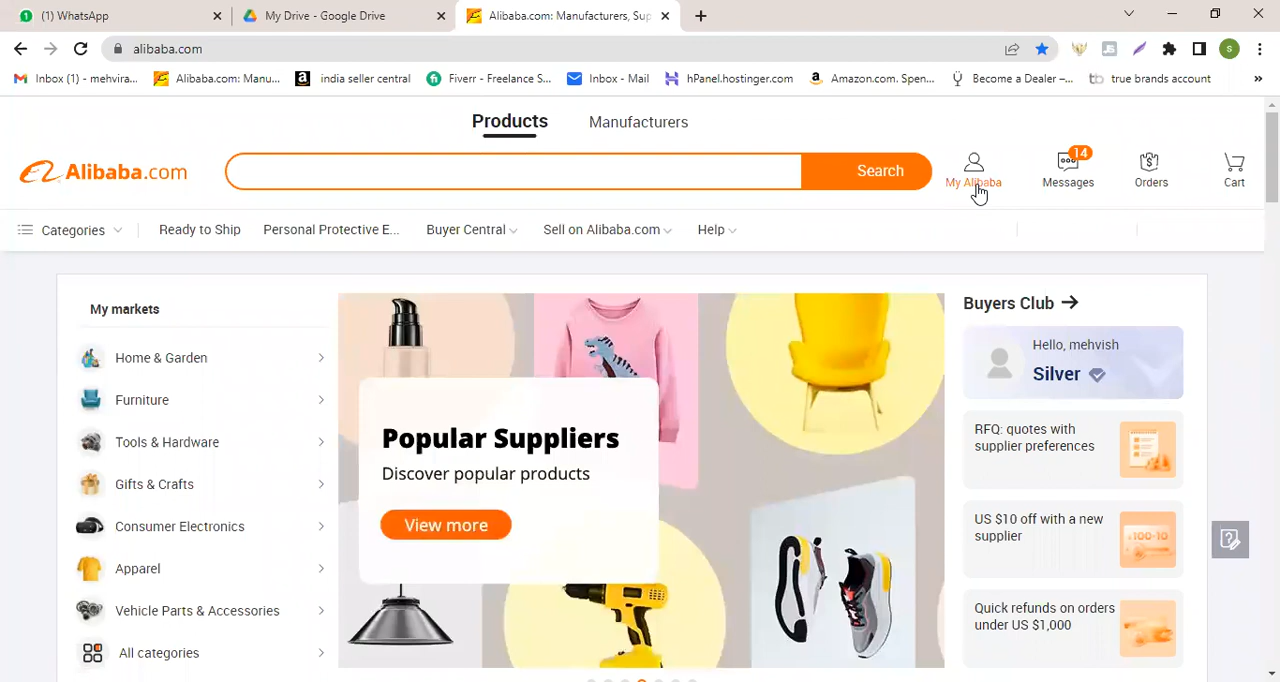 (1) WhatsApp
My Drive - Google Drive
Alibaba.com: Manufacturers, Sup
alibaba.com
S
Inbox (1) - mehvira...
Alibaba.com: Manu...
india seller central
Fiverr - Freelance S...
Inbox - Mail
hPanel.hostinger.com
Amazon.com. Spen...
Become a Dealer –...
true brands account
Products
Manufacturers
Alibaba.com
Search
My Alibaba
14
Messages
Orders
Cart
Categories
Ready to Ship
Personal Protective E...
Buyer Central
Sell on Alibaba.com
Help
My markets
Home & Garden
Furniture
Tools & Hardware
Gifts & Crafts
Consumer Electronics
Apparel
Vehicle Parts & Accessories
All categories
Popular Suppliers
Discover popular products
View more
Buyers Club
Hello, mehvish
Silver
RFQ: quotes with
supplier preferences
US $10 off with a new
supplier
Quick refunds on orders
under US $1,000